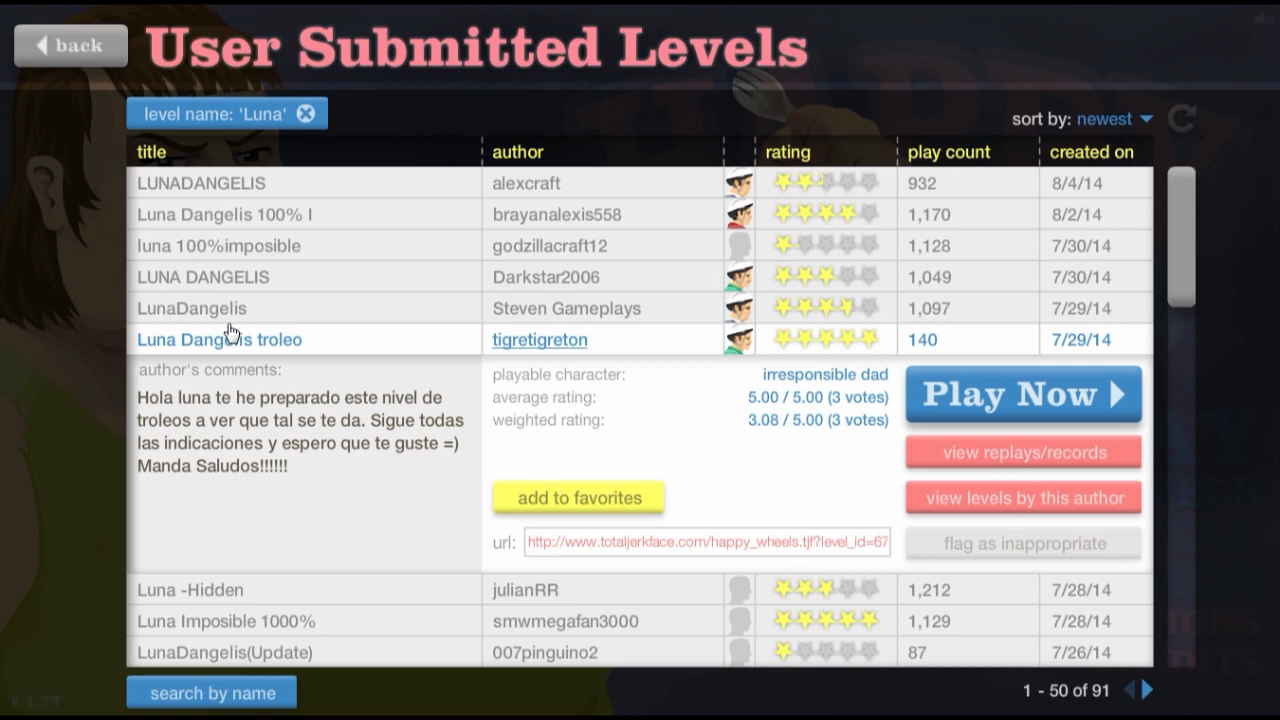 back
User Submitted Levels
level name: 'Luna'
sort by: newest
title author rating play count created on
LUNADANGELIS alexcraft 932 8/4/14
Luna Dangelis 100% I brayanalexis558 1,170 8/2/14
luna 100%imposible godzillacraft12 1,128 7/30/14
LUNA DANGELIS Darkstar2006 1,049 7/30/14
LunaDangelis Steven Gameplays 1,097 7/29/14
Luna Dangelis troleo tigretigreton 140 7/29/14
author's comments:
Hola luna te he preparado este nivel de
troleos a ver que tal se te da. Sigue todas
las indicaciones y espero que te guste =)
Manda Saludos!!!!!!
playable character: irresponsible dad
average rating: 5.00 / 5.00 (3 votes)
weighted rating: 3.08 / 5.00 (3 votes)
add to favorites
url: http://www.totaljerkface.com/happy_wheels.tjf?level_id=67
Play Now
view replays/records
view levels by this author
flag as inappropriate
Luna -Hidden julianRR 1,212 7/28/14
Luna Imposible 1000% smwmegafan3000 1,129 7/28/14
LunaDangelis(Update) 007pinguino2 87 7/26/14
search by name
1 - 50 of 91
v 1.77